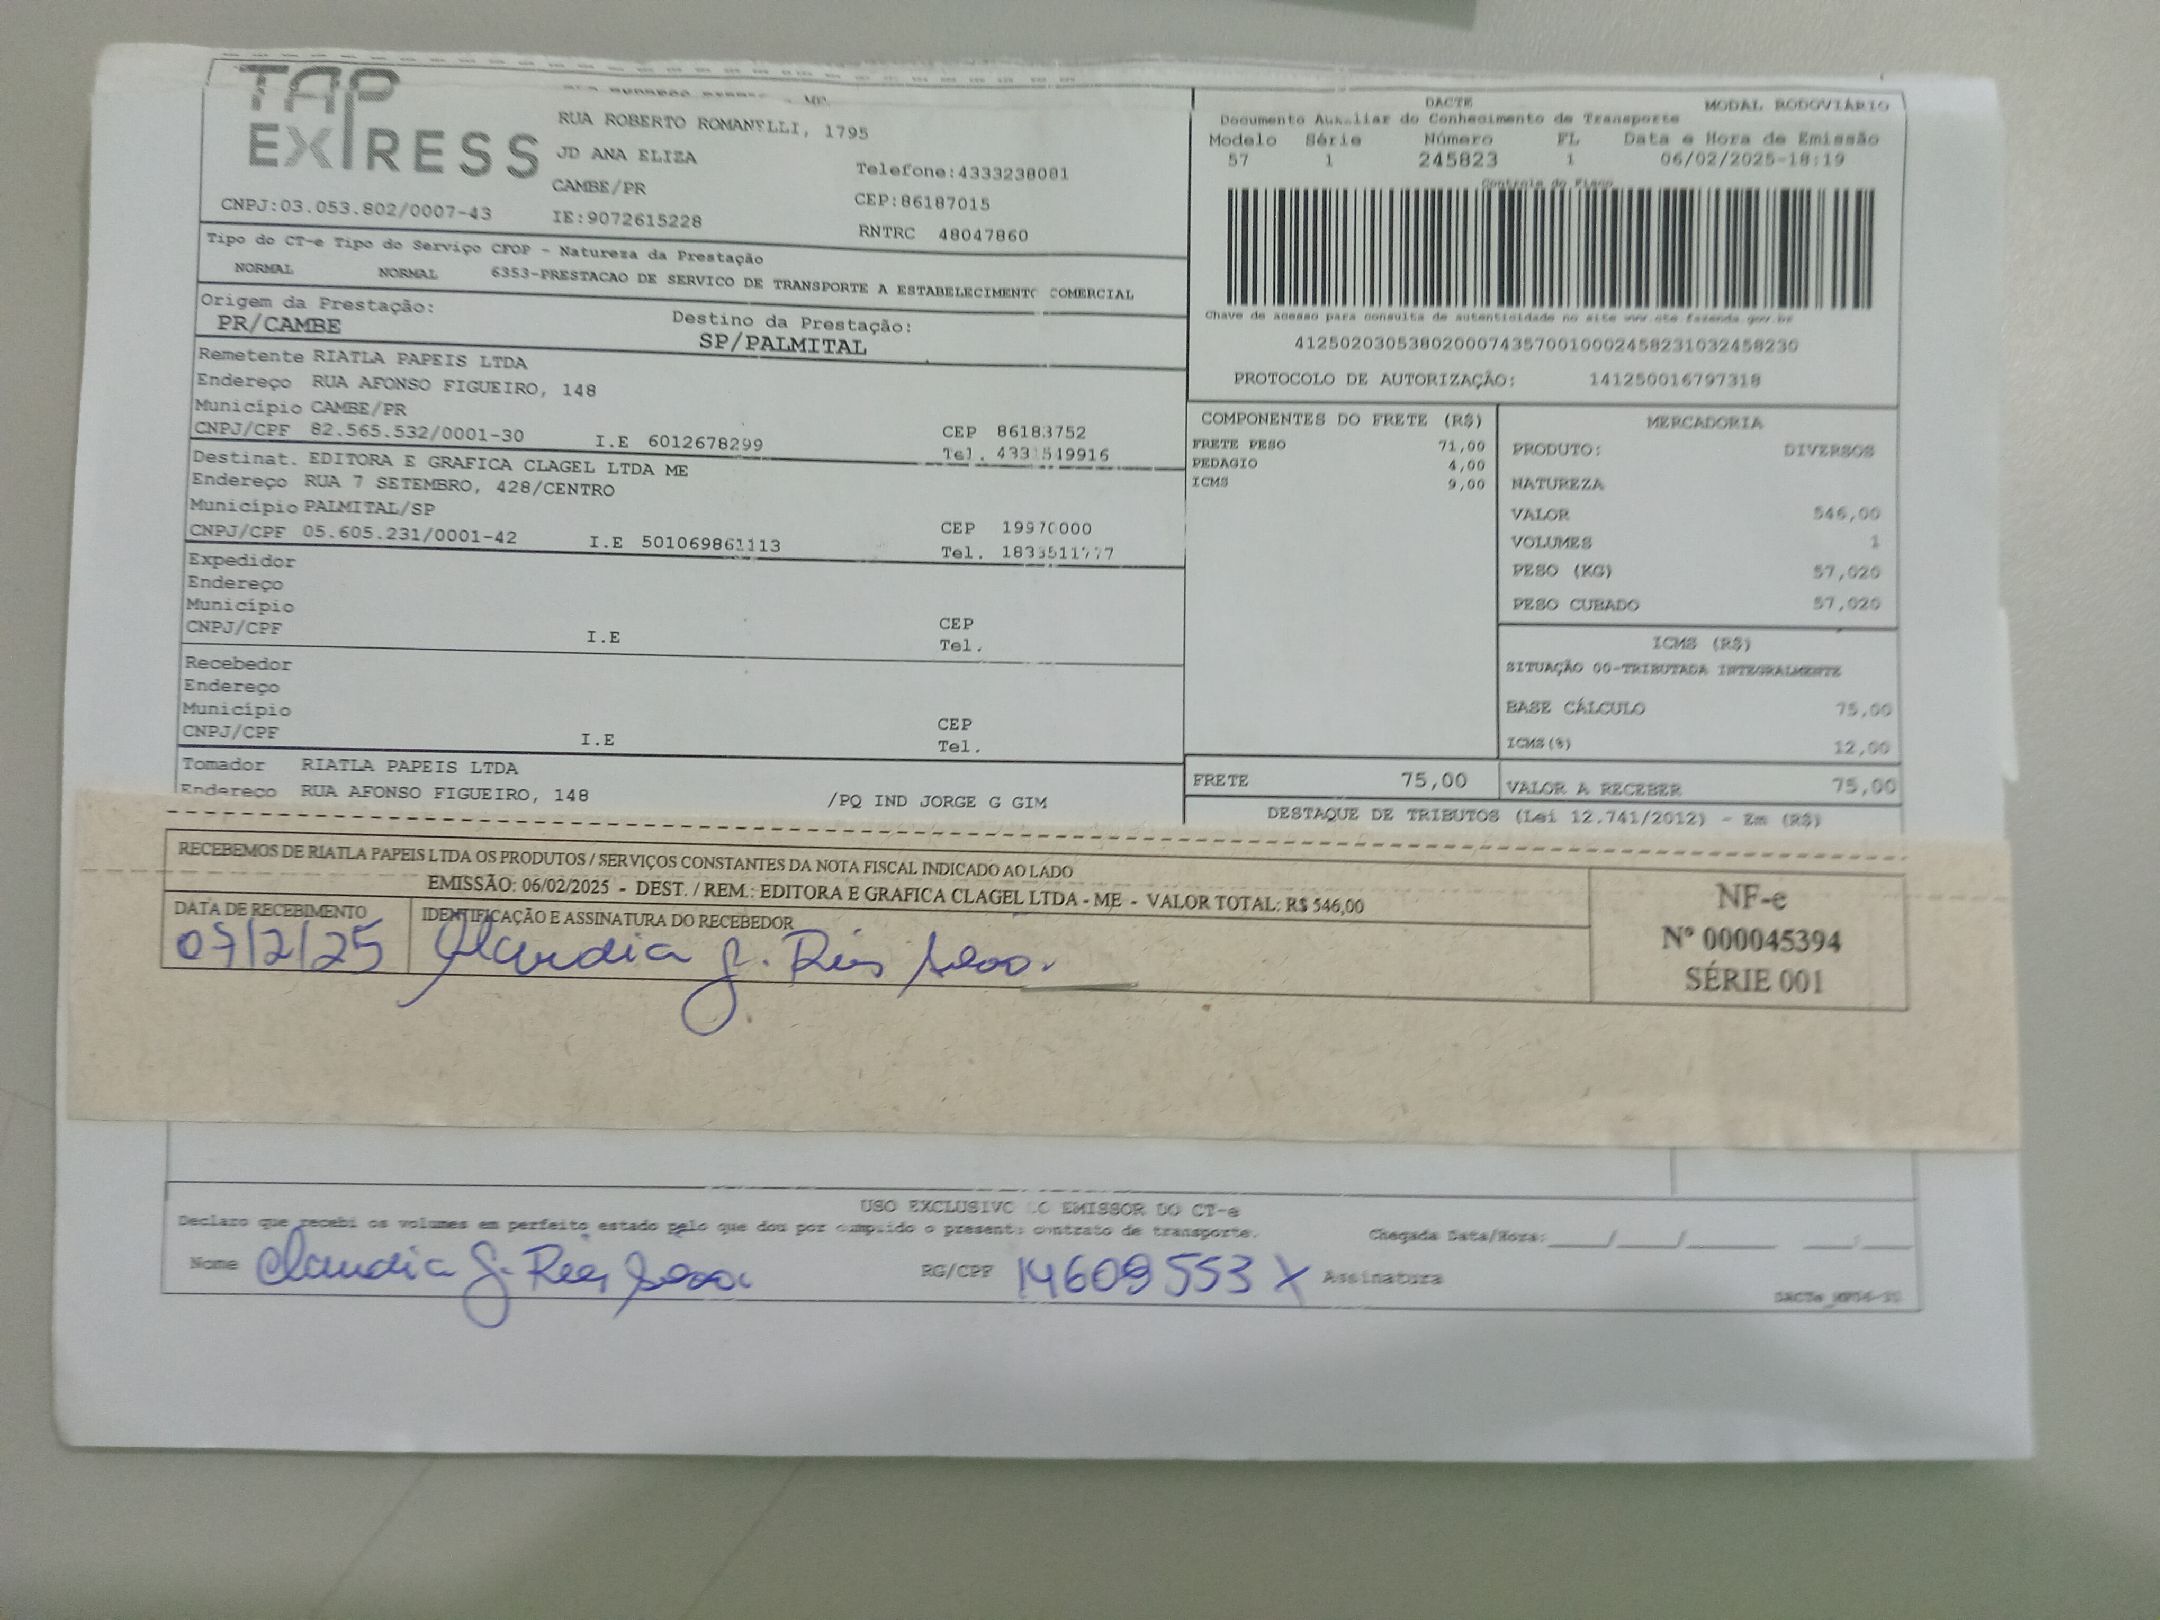 TAP EXPRESS
RUA ROBERTO ROMANELLI, 1795
JD ANA ELIZA
CAMBE/PR
Telefone:4333238081
CEP:86187015
CNPJ:03.053.802/0007-43
IE:9072615228
RNTRC 48047860
DACTE
MODAL RODOVIÁRIO
Documento Auxiliar do Conhecimento de Transporte
Modelo Série Número FL Data e Hora de Emissão
57 1 245823 1 06/02/2025-18:19
Controle do Fisco
Chave de acesso para consulta de autenticidade no site www.cte.fazenda.gov.br
41250203053802000743570010002458231032458230
PROTOCOLO DE AUTORIZAÇÃO: 141250016797318
Tipo do CT-e Tipo do Serviço CFOP - Natureza da Prestação
NORMAL NORMAL 6353-PRESTACAO DE SERVICO DE TRANSPORTE A ESTABELECIMENTO COMERCIAL
Origem da Prestação: Destino da Prestação:
PR/CAMBE SP/PALMITAL
Remetente RIATLA PAPEIS LTDA
Endereço RUA AFONSO FIGUEIRO, 148
Município CAMBE/PR CEP 86183752
CNPJ/CPF 82.565.532/0001-30 I.E 6012678299 Tel.
Destinat. EDITORA E GRAFICA CLAGEL LTDA ME
Endereço RUA 7 SETEMBRO, 428/CENTRO
Município PALMITAL/SP CEP 19970000
CNPJ/CPF 05.605.231/0001-42 I.E 501069861113 Tel. 1833511777
Expedidor
Endereço
Município CEP
CNPJ/CPF I.E Tel.
Recebedor
Endereço
Município CEP
CNPJ/CPF I.E Tel.
Tomador RIATLA PAPEIS LTDA
Endereço RUA AFONSO FIGUEIRO, 148 /PQ IND JORGE G GIM
COMPONENTES DO FRETE (R$)
FRETE PESO 71,00
PEDAGIO 4,00
ICMS 9,00
FRETE 75,00
MERCADORIA
PRODUTO: DIVERSOS
NATUREZA
VALOR 546,00
VOLUMES 1
PESO (KG) 57,020
PESO CUBADO 57,020
ICMS (R$)
SITUAÇÃO 00-TRIBUTADA INTEGRALMENTE
BASE CÁLCULO 75,00
ICMS(%) 12,00
VALOR A RECEBER 75,00
DESTAQUE DE TRIBUTOS (Lei 12.741/2012) - Em (R$)
RECEBEMOS DE RIATLA PAPEIS LTDA OS PRODUTOS / SERVIÇOS CONSTANTES DA NOTA FISCAL INDICADO AO LADO
EMISSÃO: 06/02/2025 - DEST. / REM.: EDITORA E GRAFICA CLAGEL LTDA - ME - VALOR TOTAL: R$ 546,00
DATA DE RECEBIMENTO IDENTIFICAÇÃO E ASSINATURA DO RECEBEDOR
07/2/25 Claudia G. Reis
NF-e
Nº 000045394
SÉRIE 001
USO EXCLUSIVO DO EMISSOR DO CT-e
Declaro que recebi os volumes em perfeito estado pelo que dou por cumprido o presente contrato de transporte.
Chegada Data/Hora:____/____/______ ____:____
Nome Claudia G. Reis RG/CPF 14609553X Assinatura